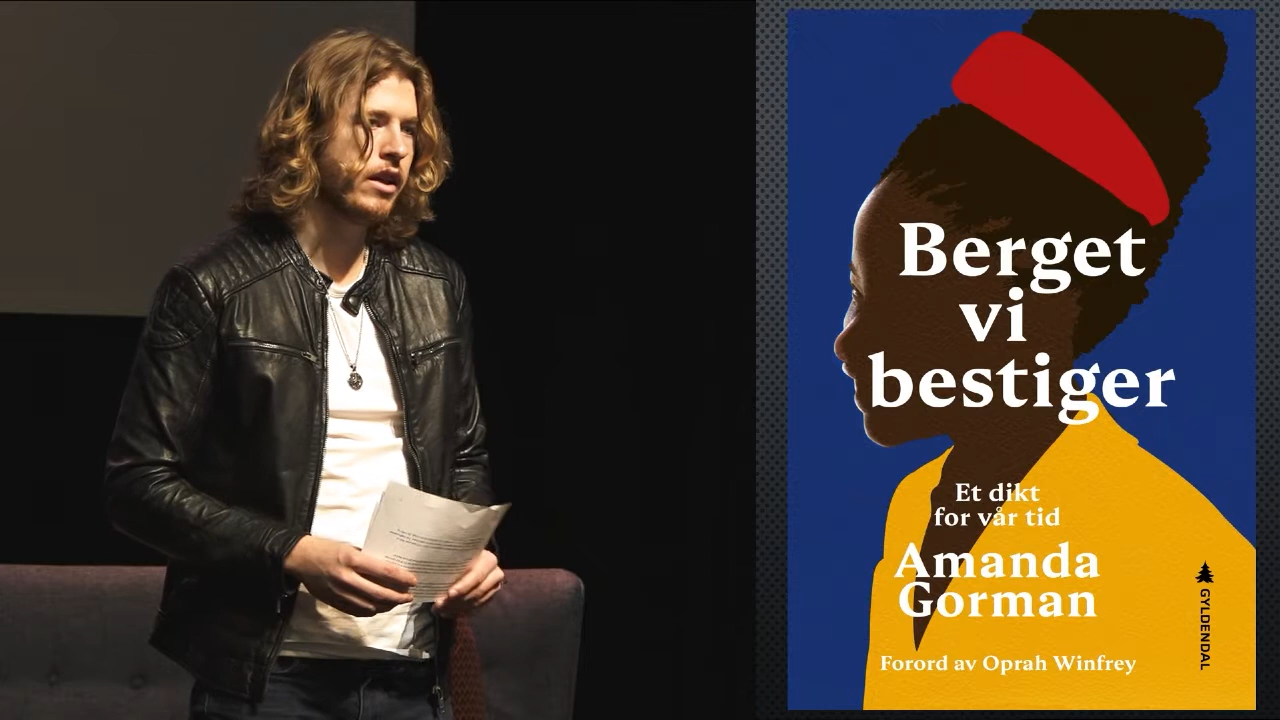 Berget
vi
bestiger
Et dikt
for vår tid
Amanda
Gorman
Forord av Oprah Winfrey
GYLDENDAL